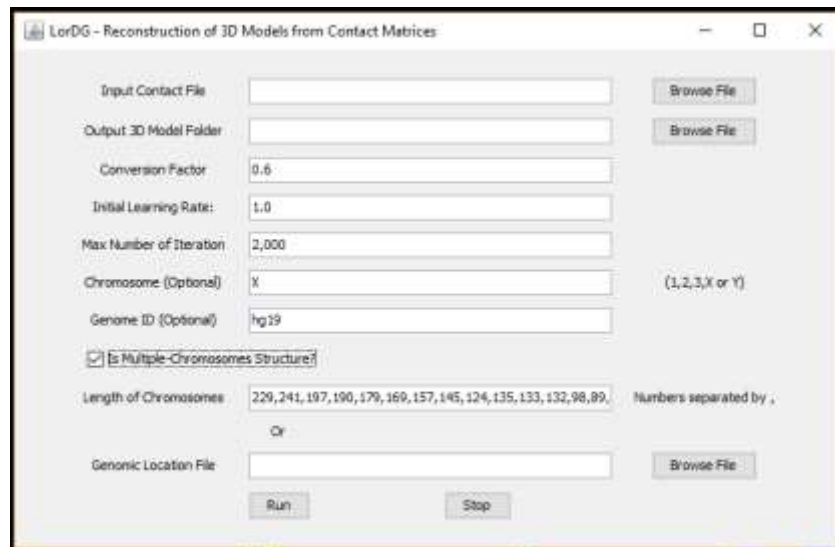 LorDG - Reconstruction of 3D Models from Contact Matrices
Input Contact File Browse File
Output 3D Model Folder Browse File
Conversion Factor 0.6
Initial Learning Rate: 1.0
Max Number of Iteration 2,000
Chromosome (Optional) X (1,2,3,X or Y)
Genome ID (Optional) hg19
Is Multiple-Chromosomes Structure?
Length of Chromosomes 229,241,197,190,179,169,157,145,124,135,133,132,98,89, Numbers separated by ,
Or
Genomic Location File Browse File
Run Stop